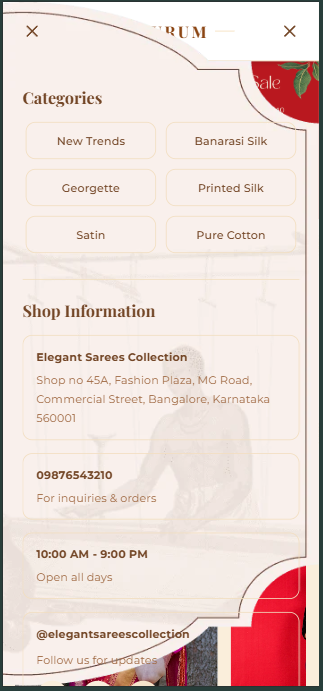 RUM
Sale
Categories
New Trends
Banarasi Silk
Georgette
Printed Silk
Satin
Pure Cotton
Shop Information
Elegant Sarees Collection
Shop no 45A, Fashion Plaza, MG Road,
Commercial Street, Bangalore, Karnataka
560001
09876543210
For inquiries & orders
10:00 AM - 9:00 PM
Open all days
@elegantsareescollection
Follow us for updates